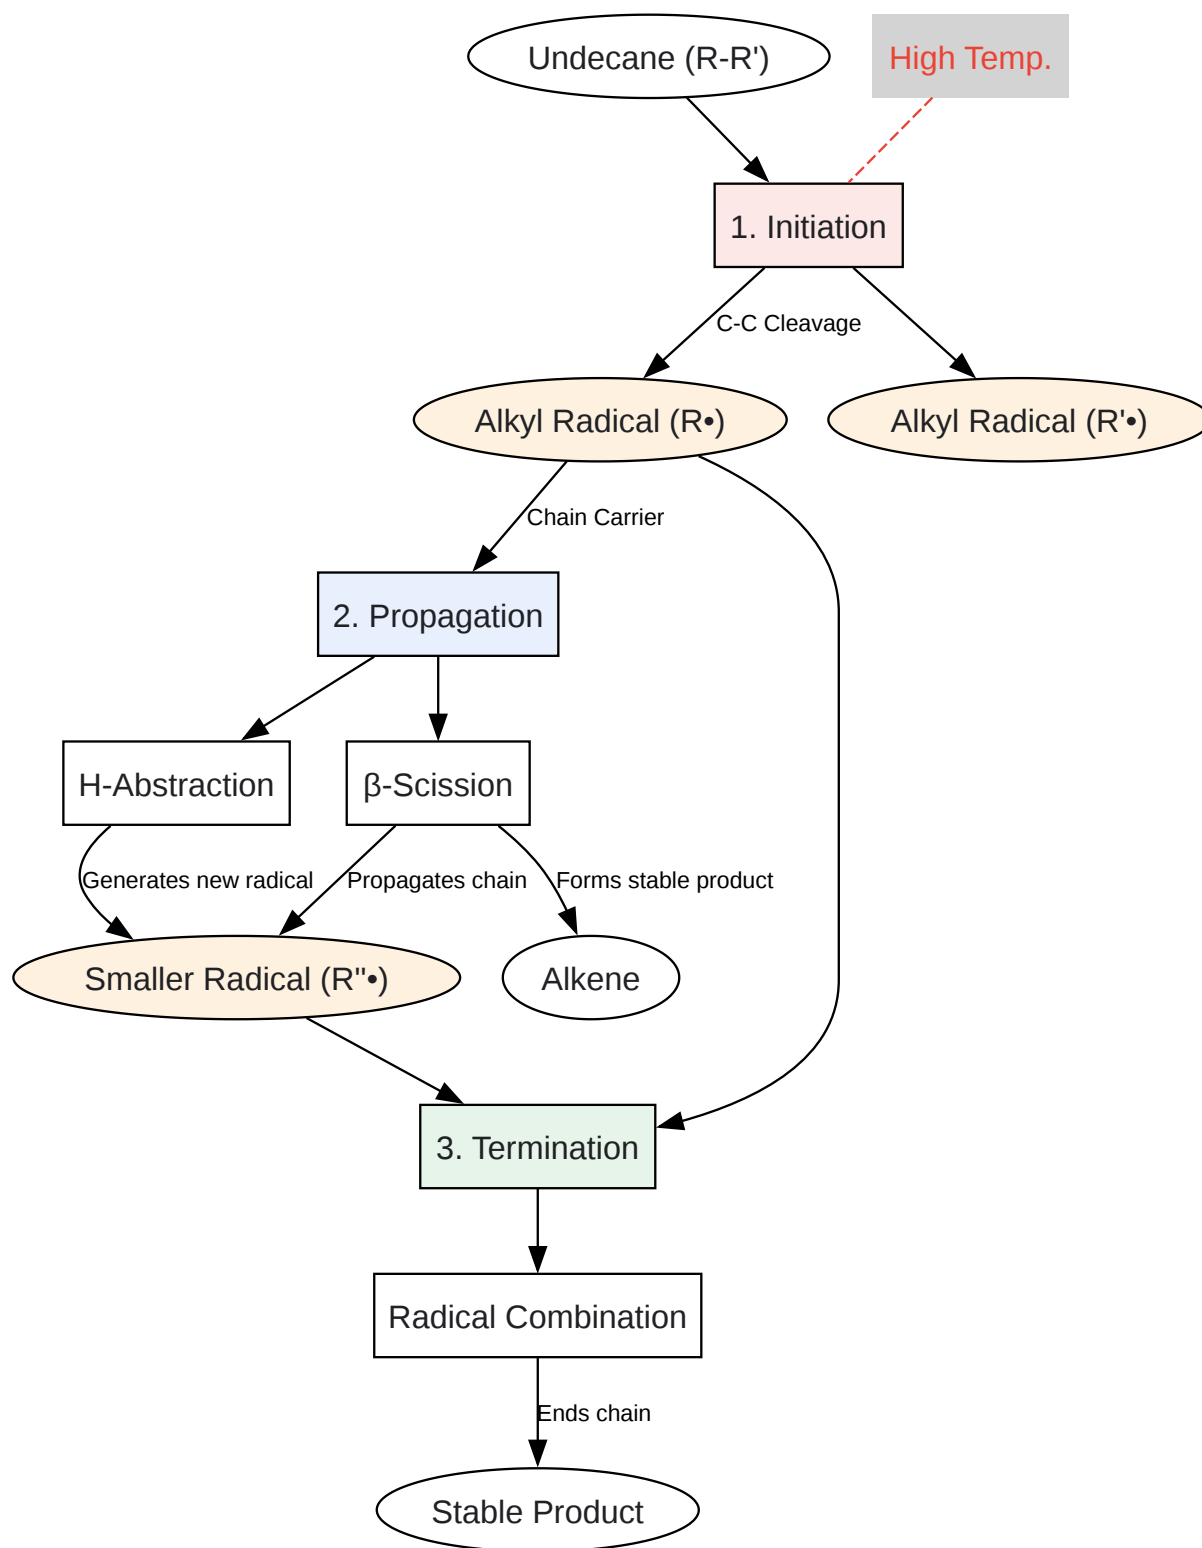 Undecane (R-R')
High Temp.
1. Initiation
C-C Cleavage
Alkyl Radical (R•)
Alkyl Radical (R'•)
Chain Carrier
2. Propagation
H-Abstraction
β-Scission
Generates new radical
Propagates chain
Forms stable product
Smaller Radical (R"•)
Alkene
3. Termination
Radical Combination
Ends chain
Stable Product